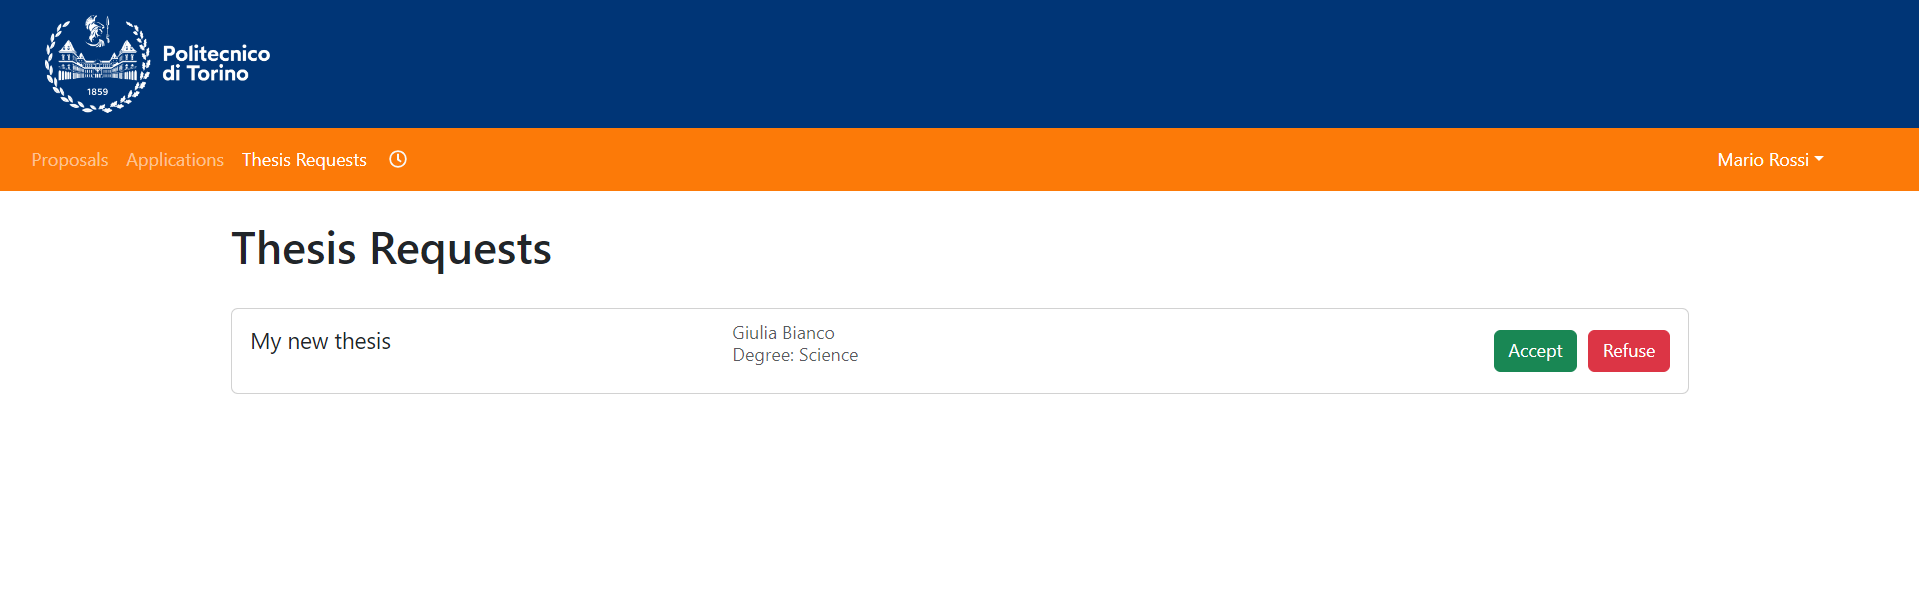 Politecnico
di Torino
1859
Proposals Applications Thesis Requests Mario Rossi
Thesis Requests
My new thesis
Giulia Bianco
Degree: Science
Accept Refuse